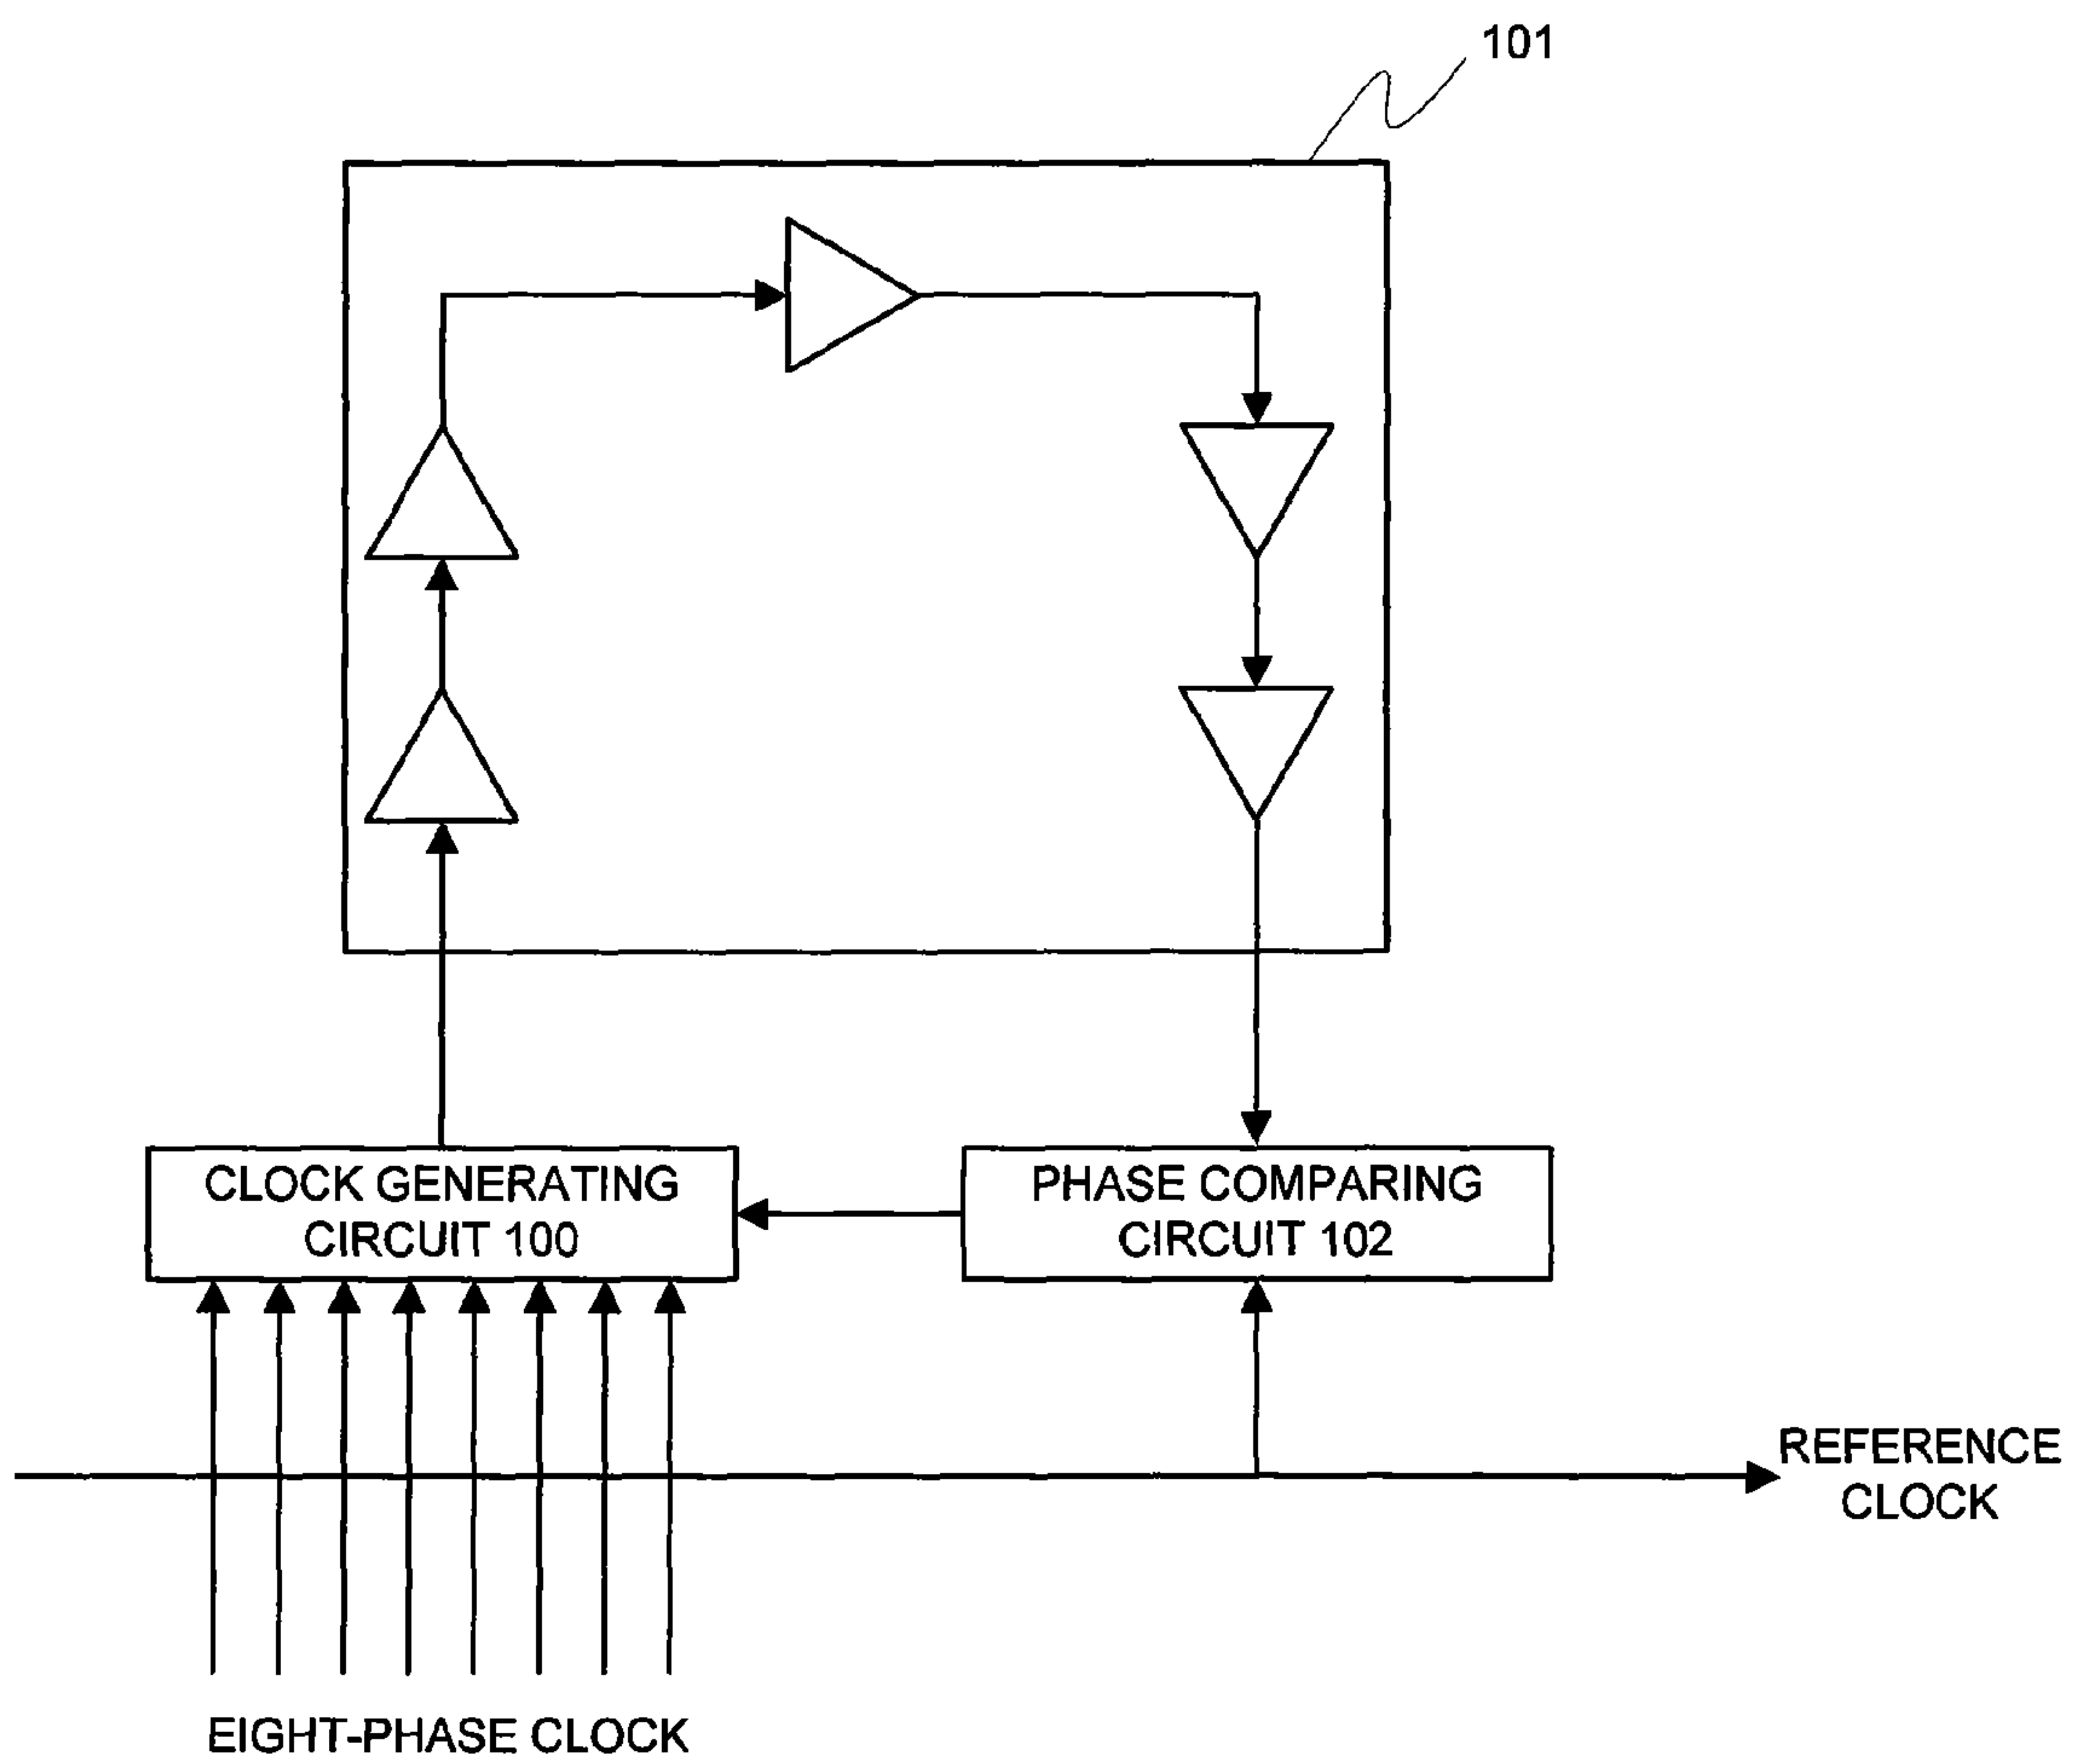 101
CLOCK GENERATING
CIRCUIT 100
PHASE COMPARING
CIRCUIT 102
REFERENCE
CLOCK
EIGHT-PHASE CLOCK